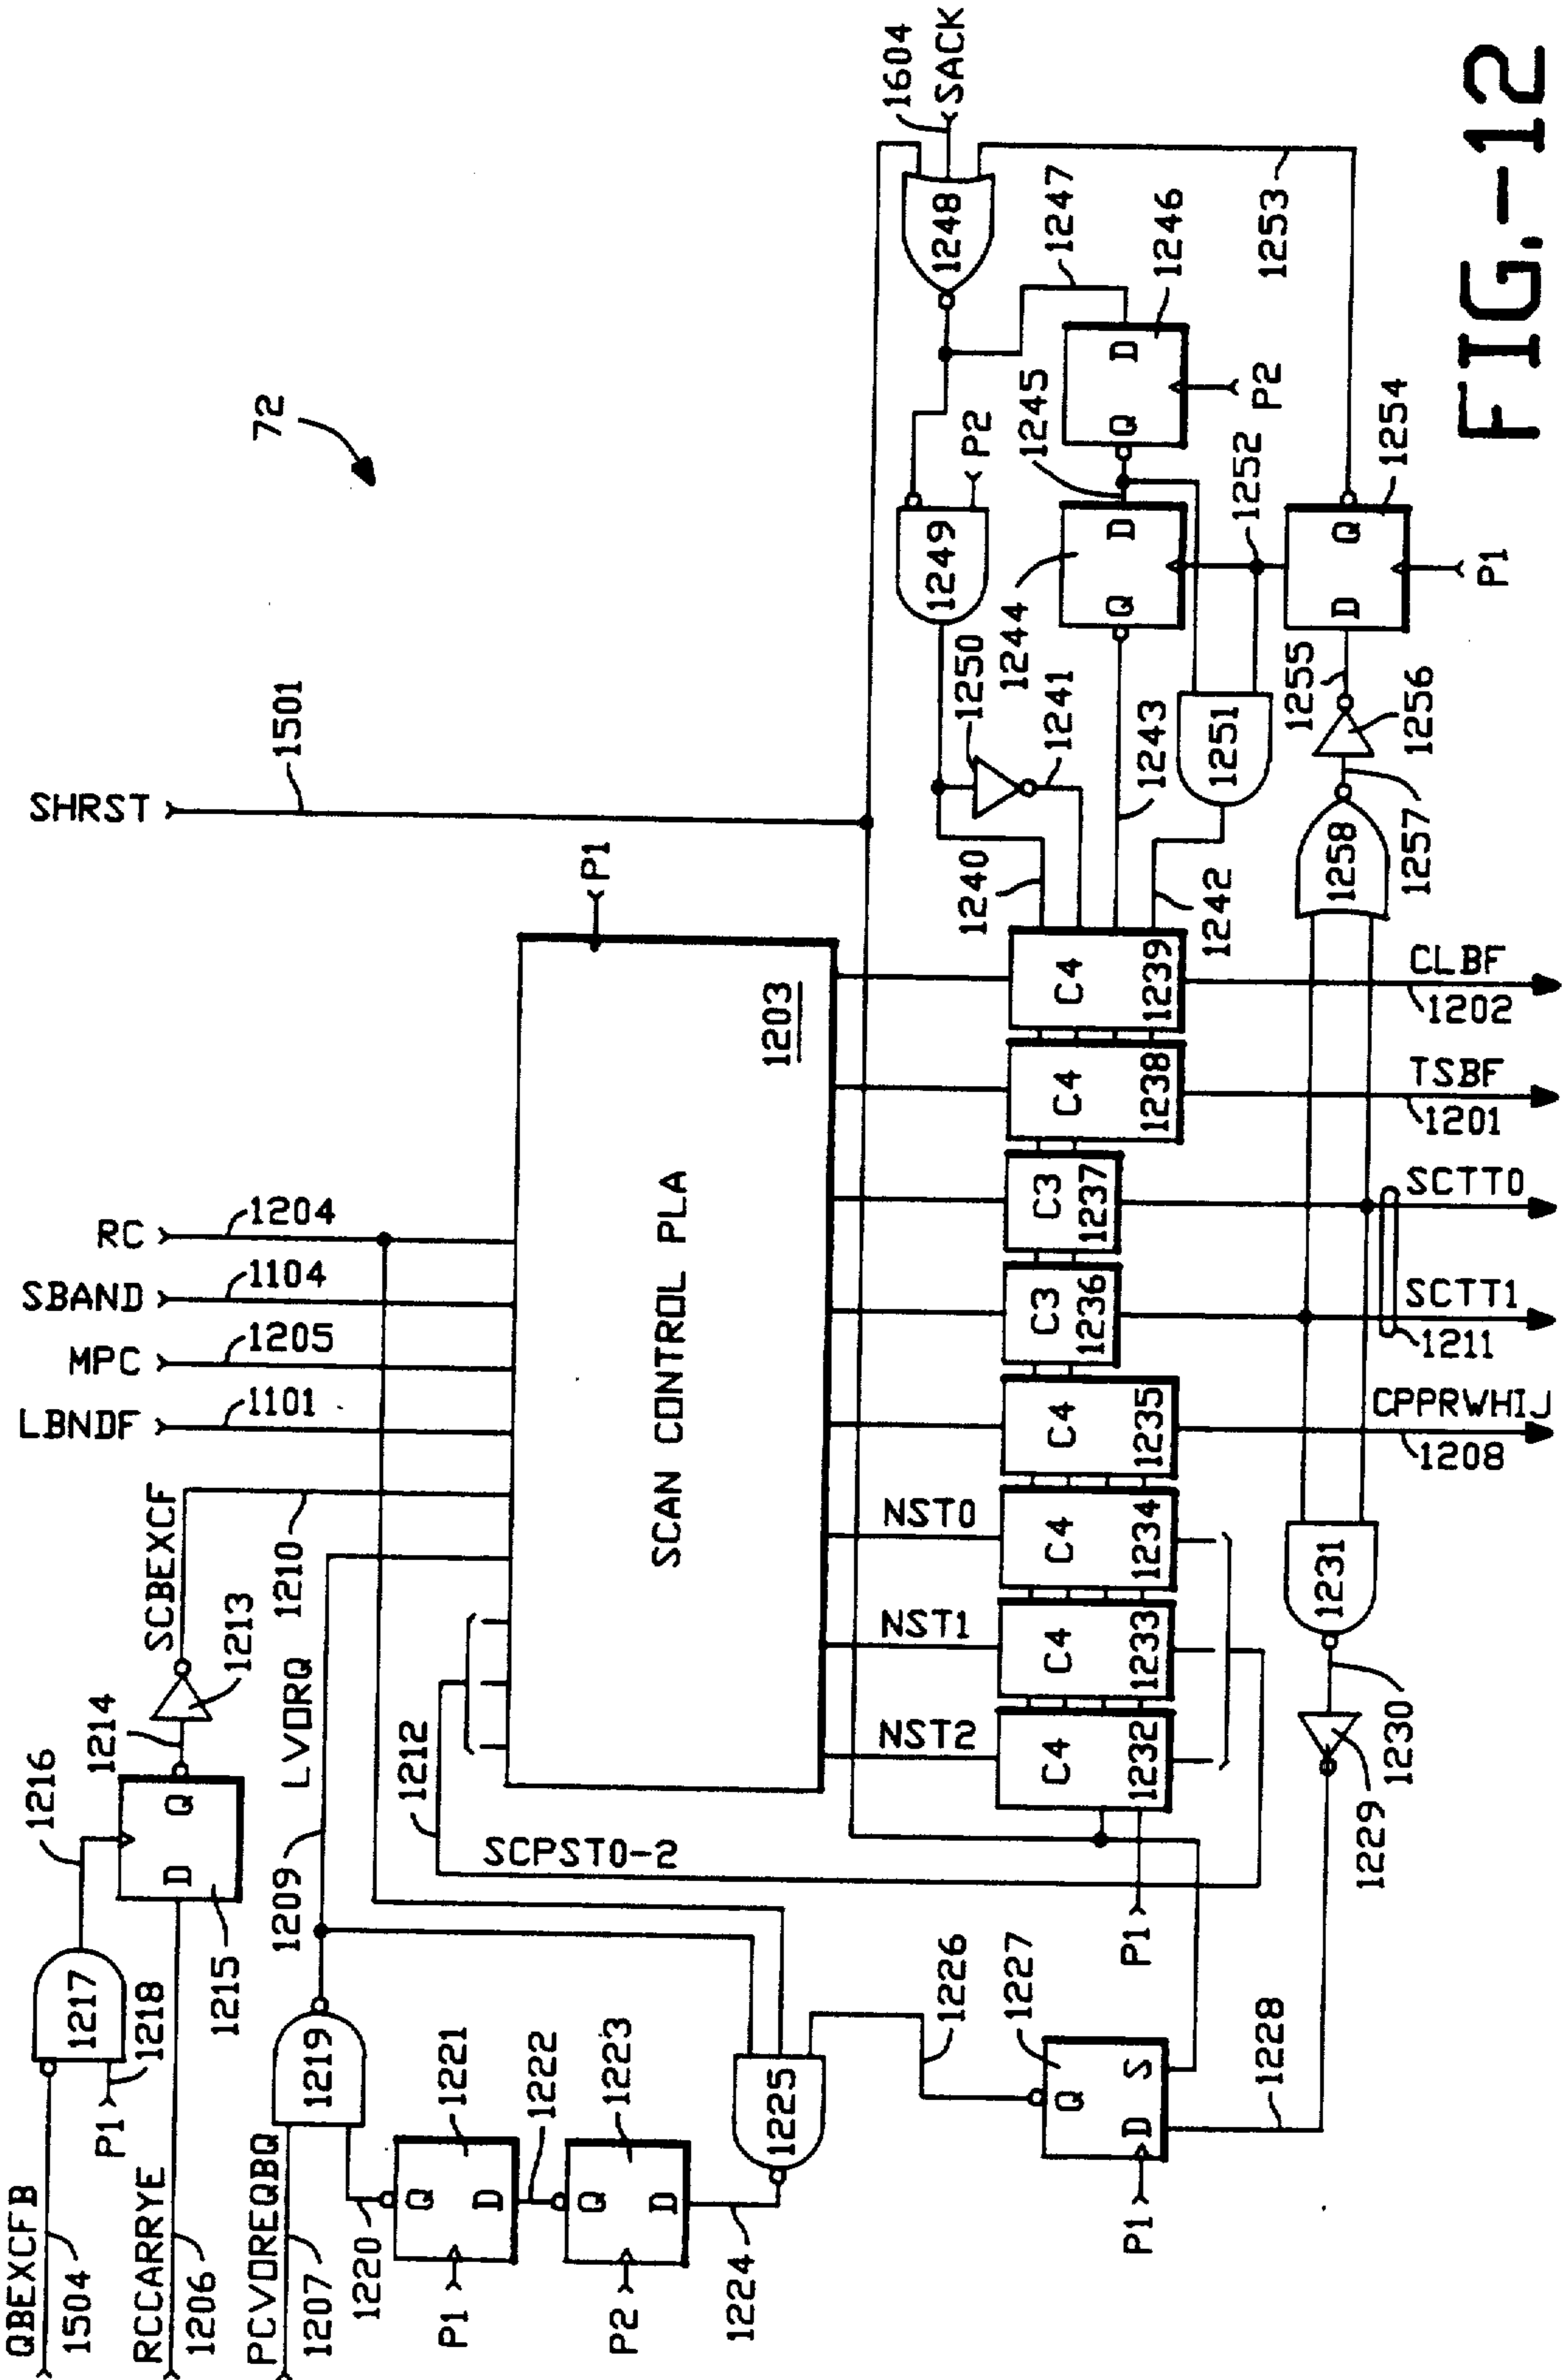 FIG.-12
72
SHRST
1501
RC
1204
SBAND
1104
MPC
1205
LBNDF
1101
SCBEXCF
1210
1213
1214
1216
Q
D
1215
1217
1218
P1
QBEXCFB
1504
RCCARRYE
1206
PCVOREQBQ
1207
LVORQ
1209
1219
1220
Q
D
1221
P1
1222
Q
D
1223
P2
1224
1225
1226
1227
Q
D
S
P1
1228
1212
SCPST0-2
SCAN CONTROL PLA
1203
P1
NST2
NST1
NST0
C4
1232
C4
1233
C4
1234
C4
1235
C3
1236
C3
1237
C4
1238
C4
1239
P1
1229
1230
1231
CPPRWHIJ
1208
SCTT1
1211
SCTT0
TSBF
1201
CLBF
1202
1240
1241
1243
1242
1250
1249
P2
1248
1604
SACK
1247
1246
D
Q
P2
1245
1244
D
Q
1251
1252
1253
1254
Q
D
P1
1255
1256
1257
1258